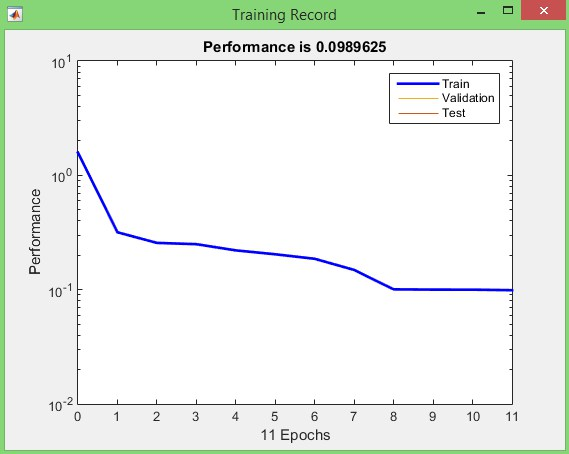 Training Record
Performance is 0.0989625
10^1
10^0
10^-1
10^-2
Performance
Train
Validation
Test
0 1 2 3 4 5 6 7 8 9 10 11
11 Epochs